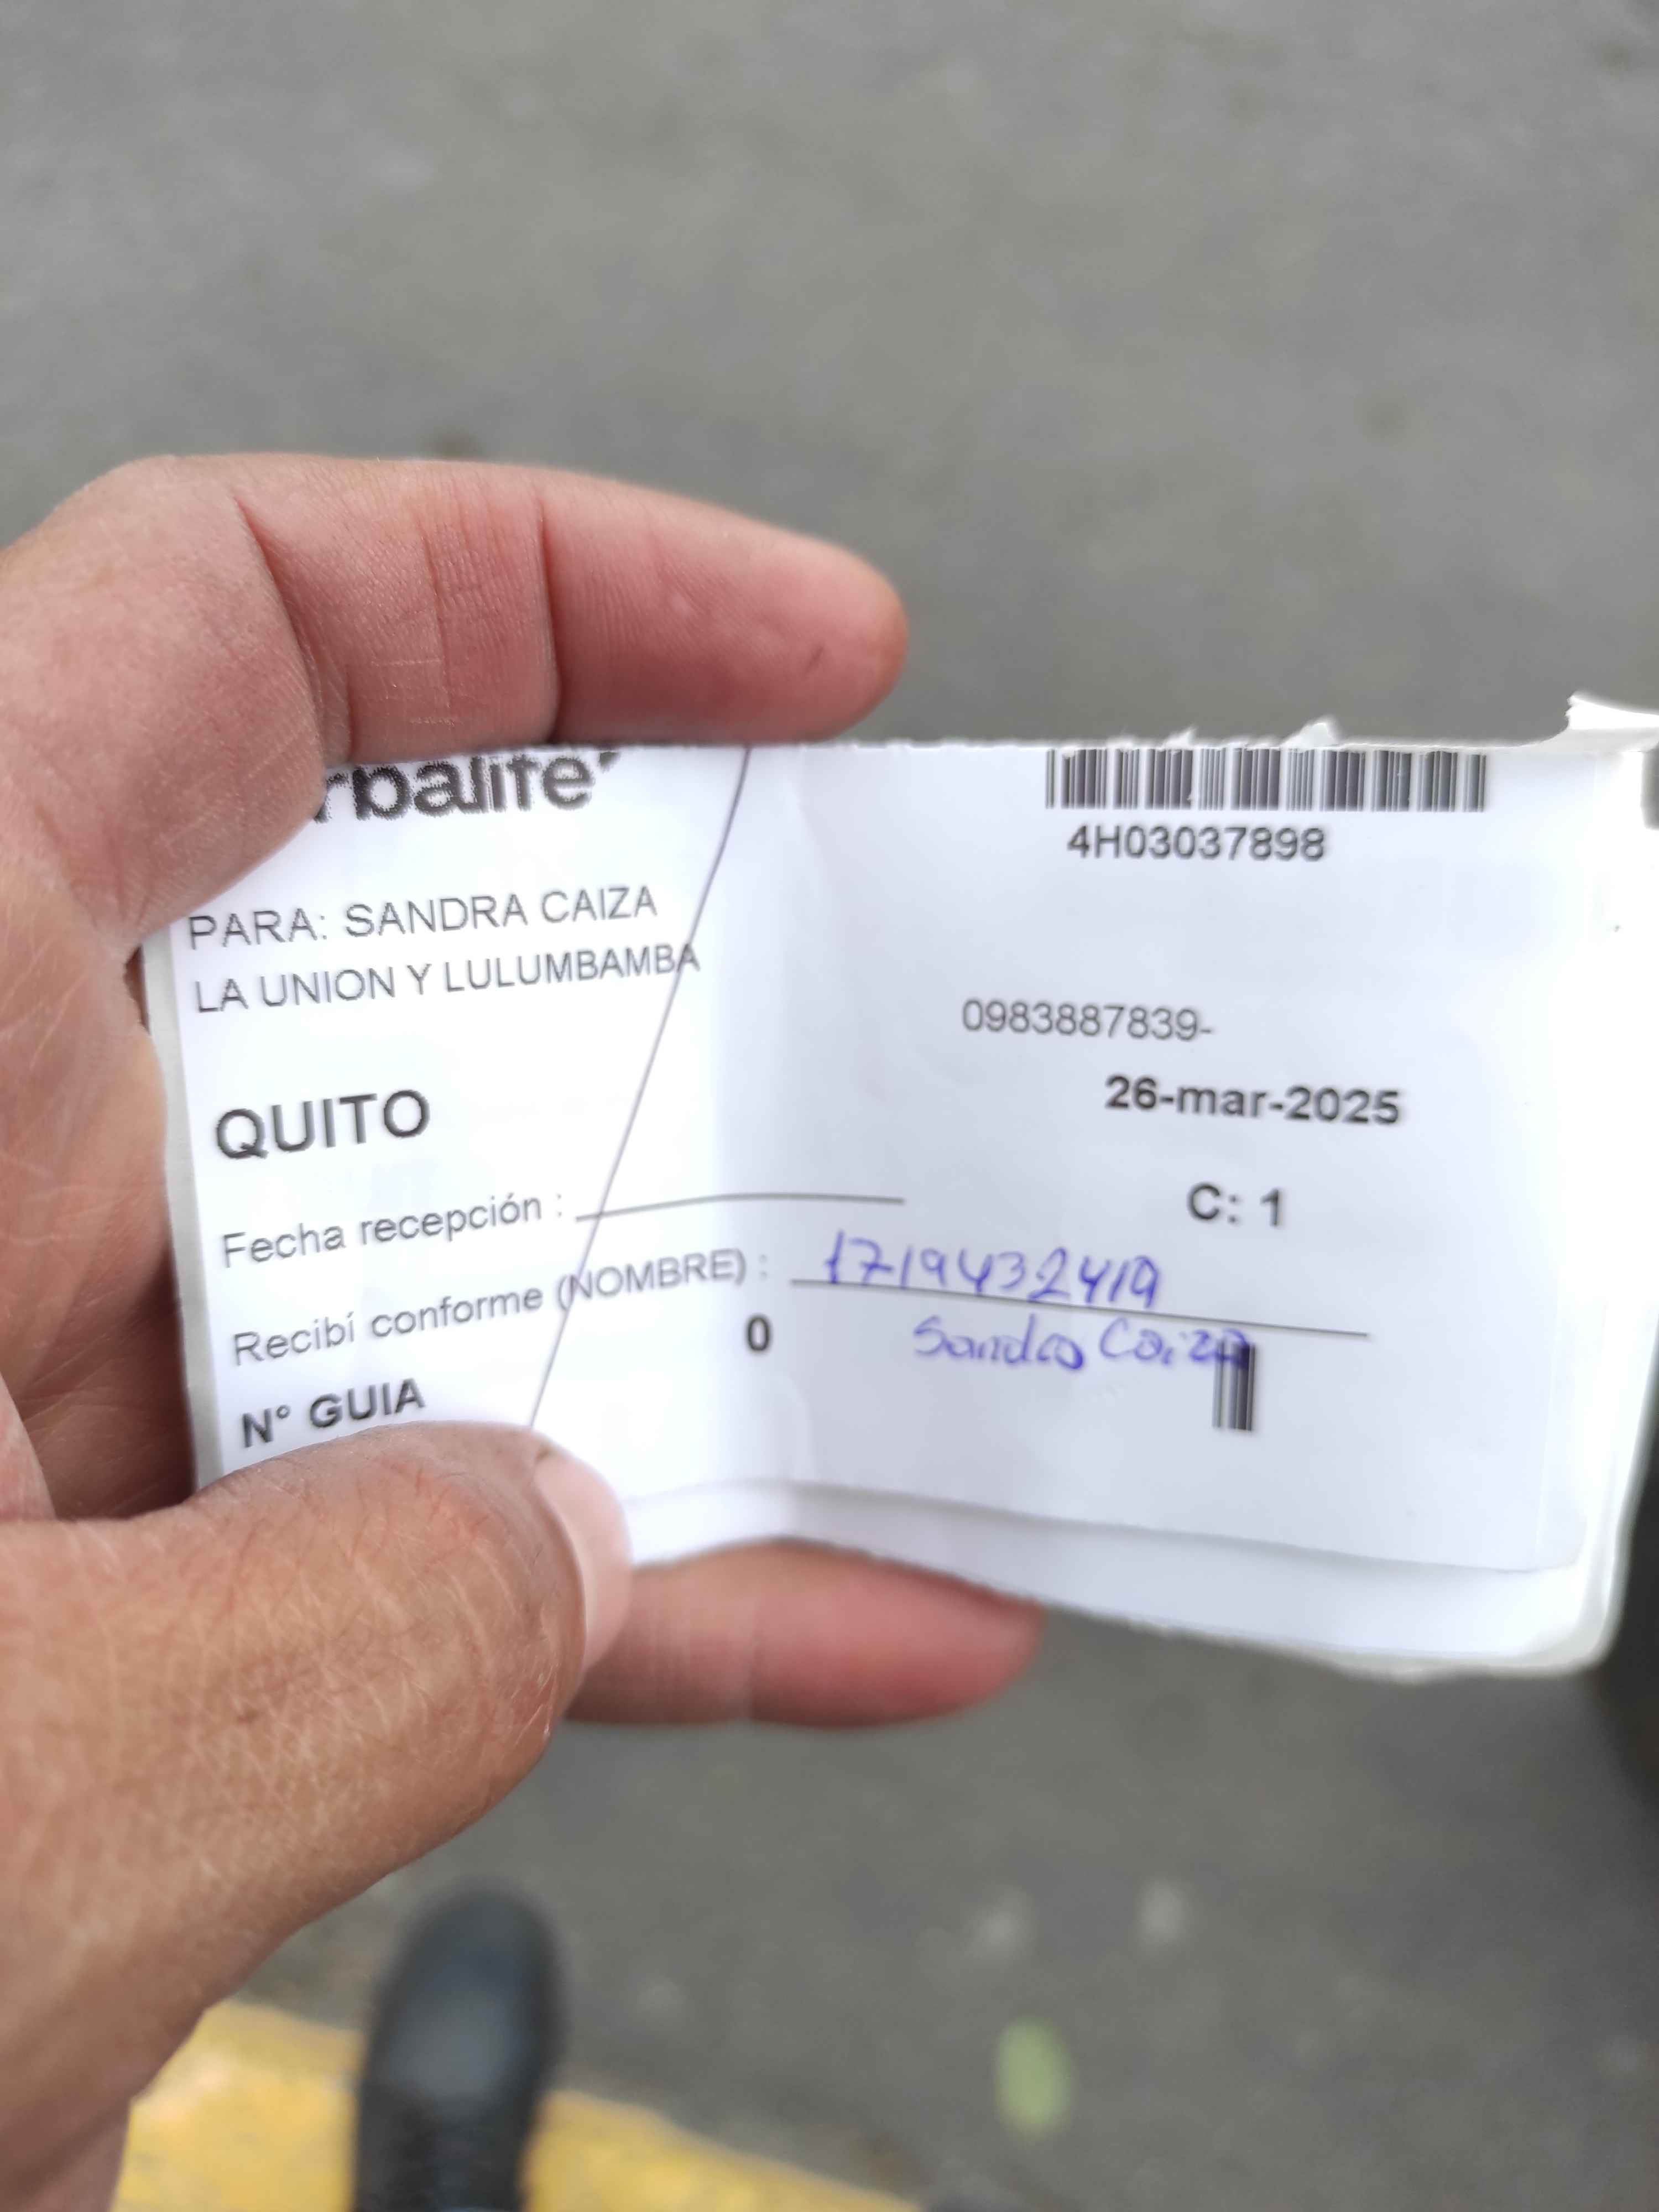 rbalife
4H03037898
PARA: SANDRA CAIZA
LA UNION Y LULUMBAMBA
0983887839-
QUITO
26-mar-2025
Fecha recepción :
C: 1
Recibí conforme (NOMBRE) : 1719432419
0 Sandra Caiza
N° GUIA